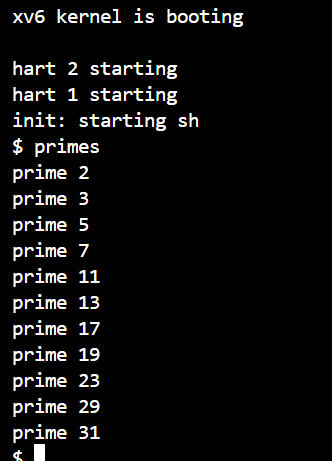 xv6 kernel is booting
hart 2 starting
hart 1 starting
init: starting sh
$ primes
prime 2
prime 3
prime 5
prime 7
prime 11
prime 13
prime 17
prime 19
prime 23
prime 29
prime 31
$